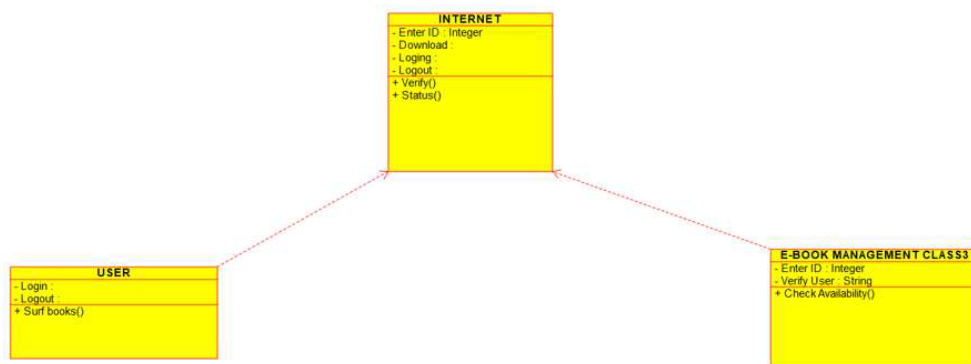 INTERNET
- Enter ID : Integer
- Download :
- Loging :
- Logout :
+ Verify()
+ Status()
USER
- Login :
- Logout :
+ Surf books()
E-BOOK MANAGEMENT CLASS3
- Enter ID : Integer
- Verify User : String
+ Check Availability()